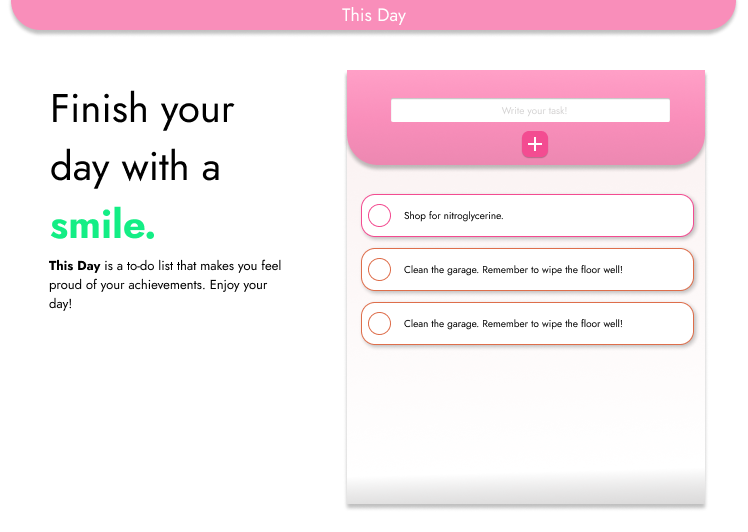 This Day
Finish your
day with a
smile.
This Day is a to-do list that makes you feel
proud of your achievements. Enjoy your
day!
Write your task!
Shop for nitroglycerine.
Clean the garage. Remember to wipe the floor well!
Clean the garage. Remember to wipe the floor well!